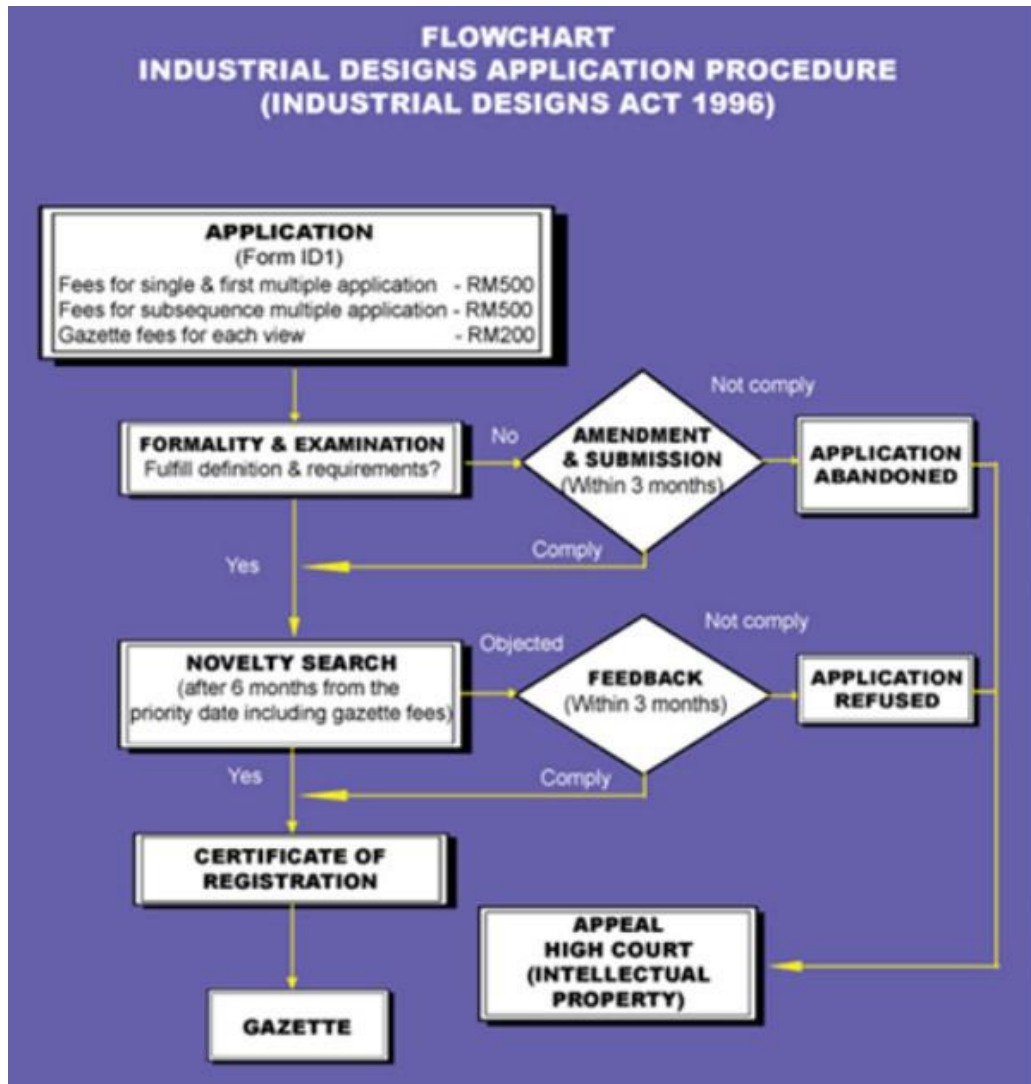 FLOWCHART
INDUSTRIAL DESIGNS APPLICATION PROCEDURE
(INDUSTRIAL DESIGNS ACT 1996)
APPLICATION
(Form ID1)
Fees for single & first multiple application - RM500
Fees for subsequence multiple application - RM500
Gazette fees for each view - RM200
FORMALITY & EXAMINATION
Fulfill definition & requirements?
No
AMENDMENT
& SUBMISSION
(Within 3 months)
Not comply
APPLICATION
ABANDONED
Comply
Yes
NOVELTY SEARCH
(after 6 months from the
priority date including gazette fees)
Objected
FEEDBACK
(Within 3 months)
Not comply
APPLICATION
REFUSED
Comply
Yes
CERTIFICATE OF
REGISTRATION
APPEAL
HIGH COURT
(INTELLECTUAL
PROPERTY)
GAZETTE